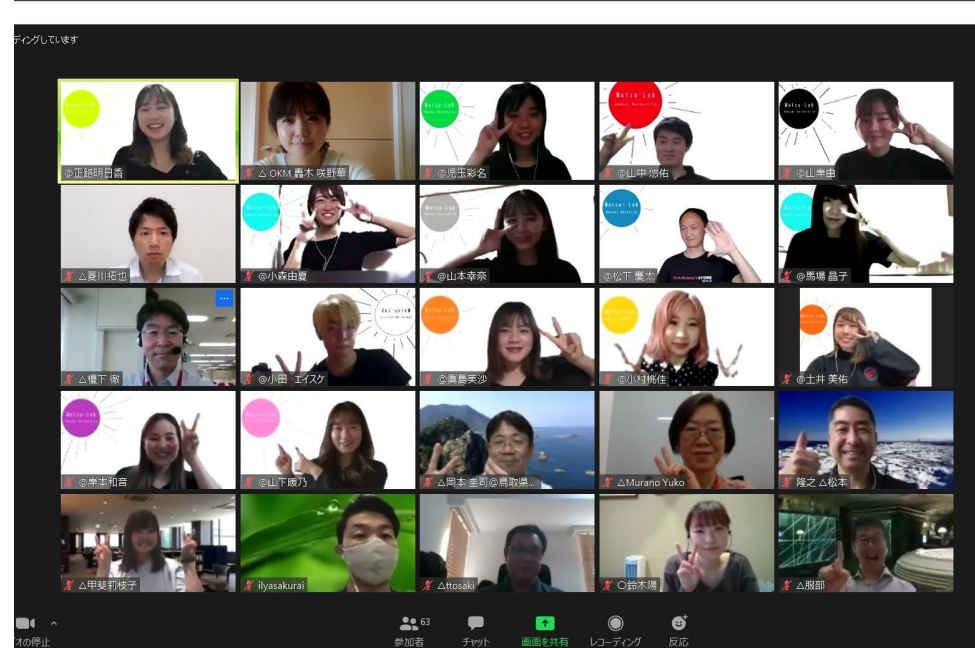 ディングしています
@正路明日香
△ OKM 轟木 咲野華
@児玉彩名
@山中 悠佑
@山岸由
△菱川拓也
@小森由夏
@山本幸奈
@松下 慶太
@馬場 晶子
△榎下 徹
@小田 エイスケ
@眞島実沙
@小村桃佳
@土井 美佑
@岸本和音
@山下暖乃
△岡本 圭司@鳥取県...
△Murano Yuko
隆之 △松本
△甲斐莉枝子
ilyasakurai
△ttosaki
〇鈴木陽
△服部
63
オの停止
参加者
チャット
画面を共有
レコーディング
反応